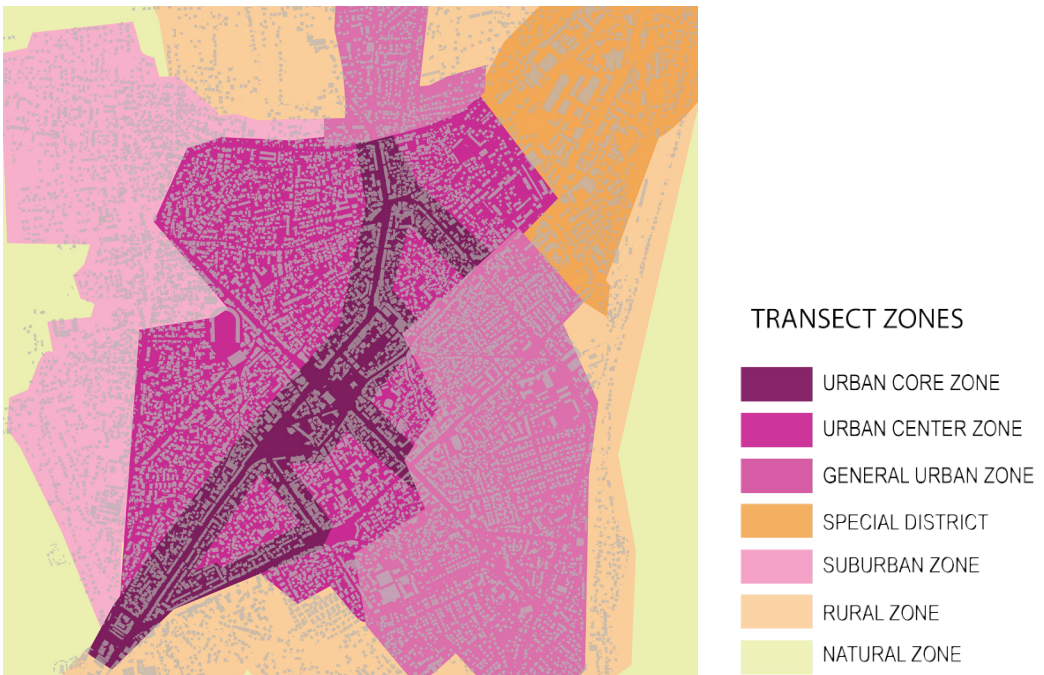 TRANSECT ZONES
URBAN CORE ZONE
URBAN CENTER ZONE
GENERAL URBAN ZONE
SPECIAL DISTRICT
SUBURBAN ZONE
RURAL ZONE
NATURAL ZONE